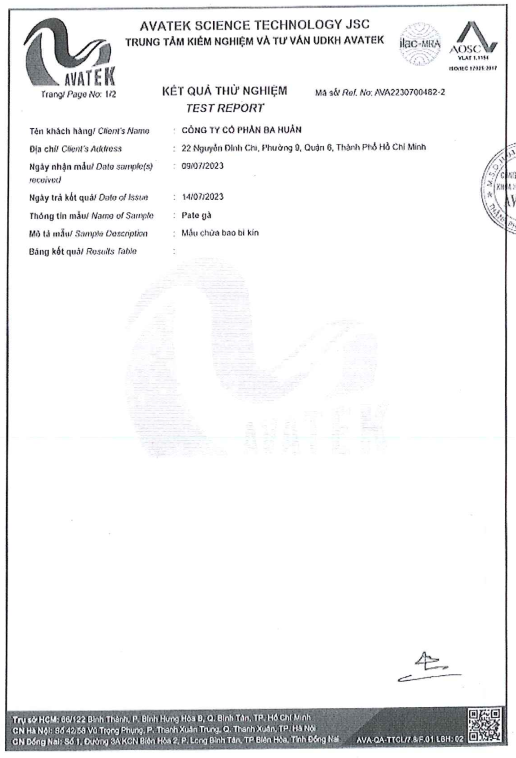 AVATEK SCIENCE TECHNOLOGY JSC
TRUNG TÂM KIỂM NGHIỆM VÀ TƯ VẤN UDKH AVATEK
AVATEK
ilac-MRA
AOSC
VLAT 1.1154
ISO/IEC 17025:2017
Trang/ Page No: 1/2
KẾT QUẢ THỬ NGHIỆM
Mã số/ Ref. No: AVA2230700482-2
TEST REPORT
Tên khách hàng/ Client's Name : CÔNG TY CỔ PHẦN BA HUÂN
Địa chỉ/ Client's Address : 22 Nguyễn Đình Chi, Phường 9, Quận 6, Thành Phố Hồ Chí Minh
Ngày nhận mẫu/ Date sample(s) : 09/07/2023
received
Ngày trả kết quả/ Date of Issue : 14/07/2023
Thông tin mẫu/ Name of Sample : Pate gà
Mô tả mẫu/ Sample Description : Mẫu chứa bao bì kín
Bảng kết quả/ Results Table :
AVATEK
Trụ sở HCM: 66/122 Bình Thành, P. Bình Hưng Hòa B, Q. Bình Tân, TP. Hồ Chí Minh
CN Hà Nội: Số 42/58 Vũ Trọng Phụng, P. Thanh Xuân Trung, Q. Thanh Xuân, TP. Hà Nội
CN Đồng Nai: Số 1, Đường 3A KCN Biên Hòa 2, P. Long Bình Tân, TP Biên Hòa, Tỉnh Đồng Nai
AVA-QA-TTCL/7.8/F.01 LBH: 02